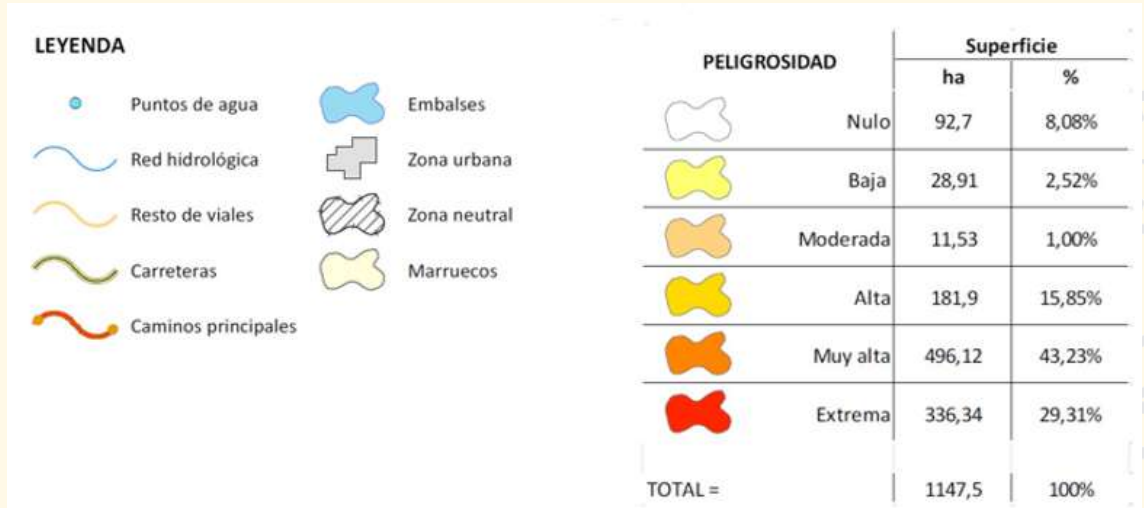 LEYENDA
Puntos de agua
Red hidrológica
Resto de viales
Carreteras
Caminos principales
Embalses
Zona urbana
Zona neutral
Marruecos
PELIGROSIDAD Superficie
ha %
Nulo 92,7 8,08%
Baja 28,91 2,52%
Moderada 11,53 1,00%
Alta 181,9 15,85%
Muy alta 496,12 43,23%
Extrema 336,34 29,31%
TOTAL = 1147,5 100%